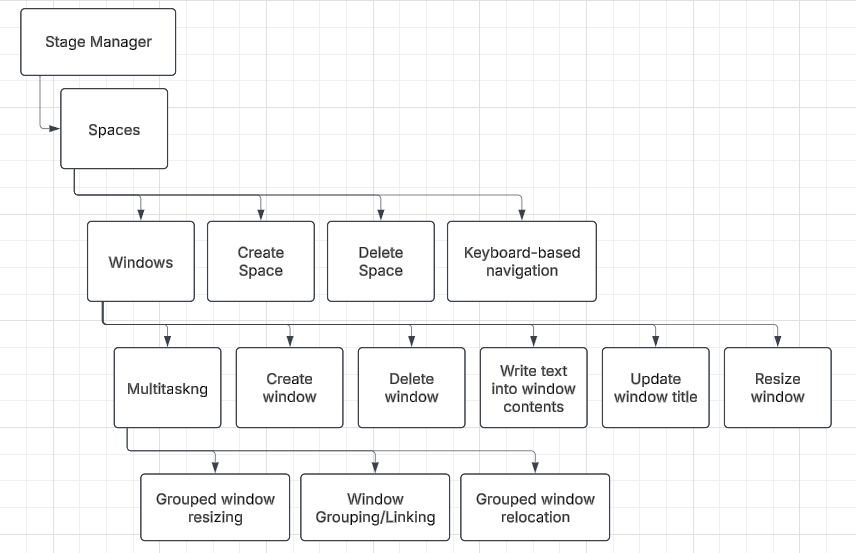 Stage Manager
Spaces
Windows
Create
Space
Delete
Space
Keyboard-based
navigation
Multitaskng
Create
window
Delete
window
Write text
into window
contents
Update
window title
Resize
window
Grouped window
resizing
Window
Grouping/Linking
Grouped window
relocation